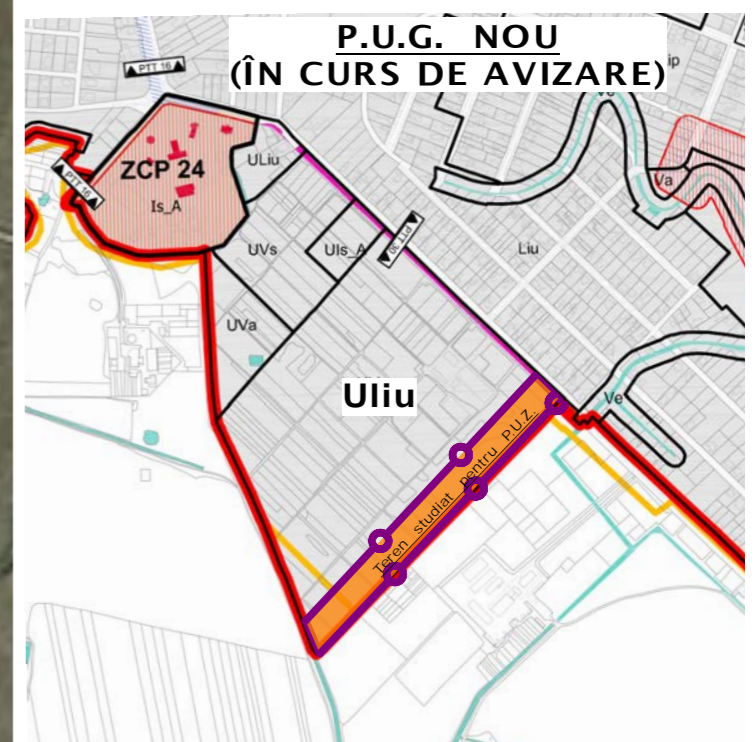 P.U.G. NOU
(ÎN CURS DE AVIZARE)
PTT 16
ip
ZCP 24
ULiu
PTT 16
Is_A
Va
UVs
UIs_A
PTT 30
Liu
UVa
Uliu
Ve
Teren studiat pentru P.U.Z.